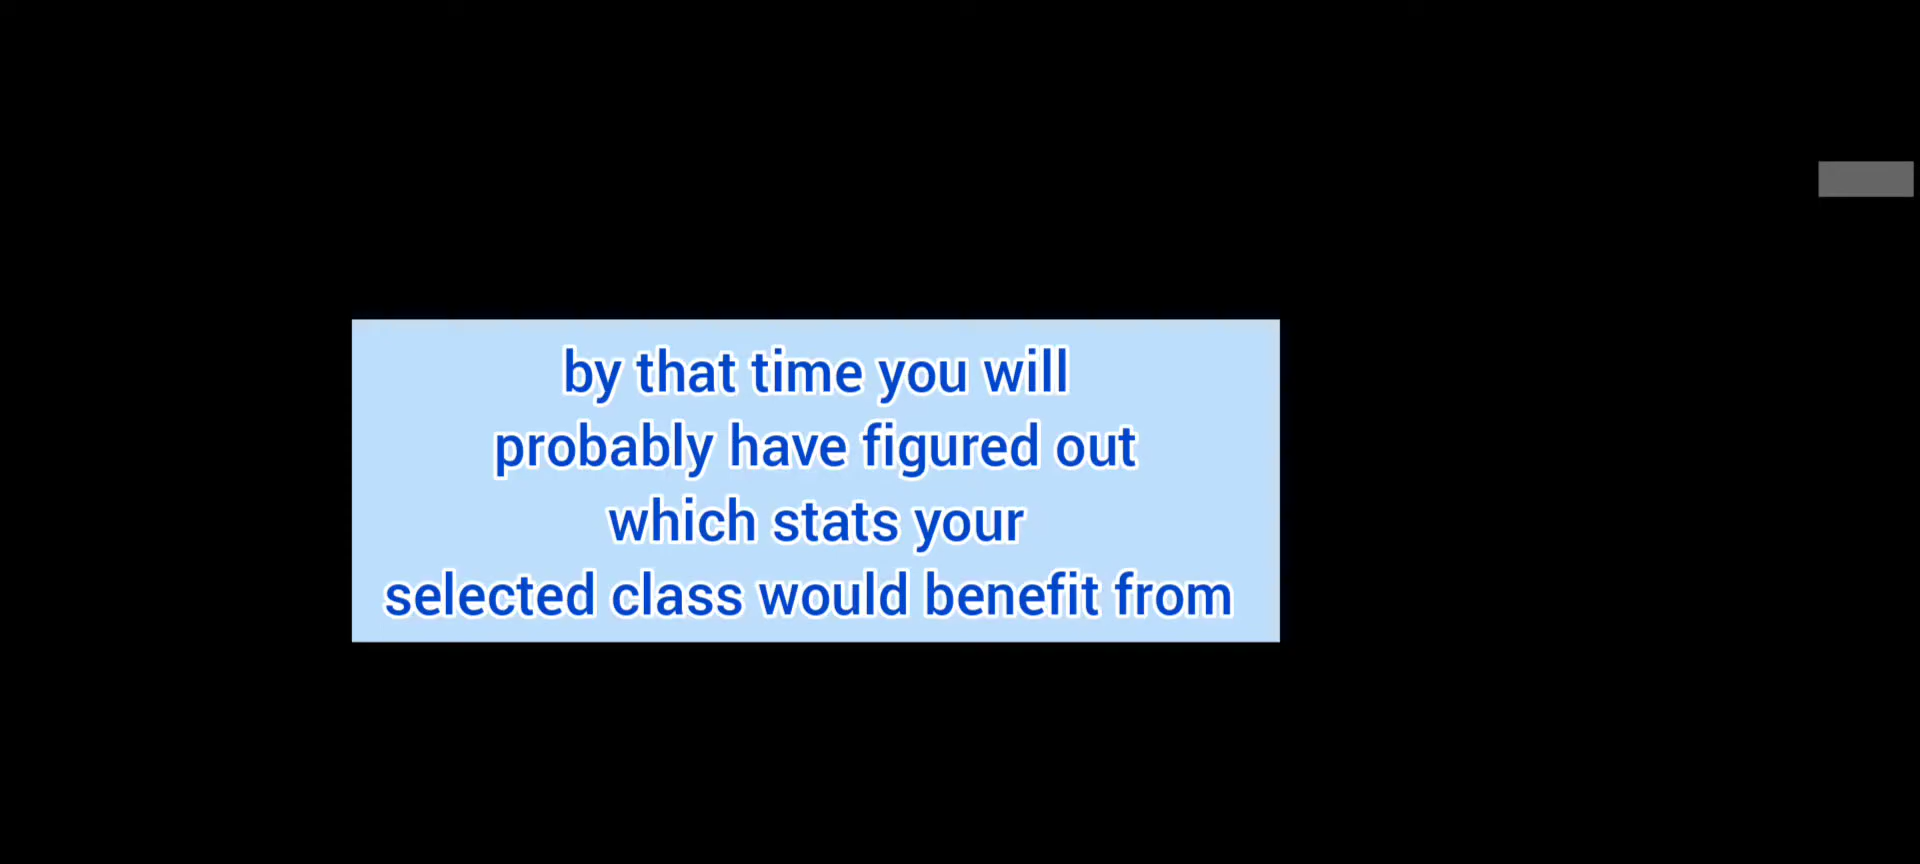 by that time you will
probably have figured out
which stats your
selected class would benefit from